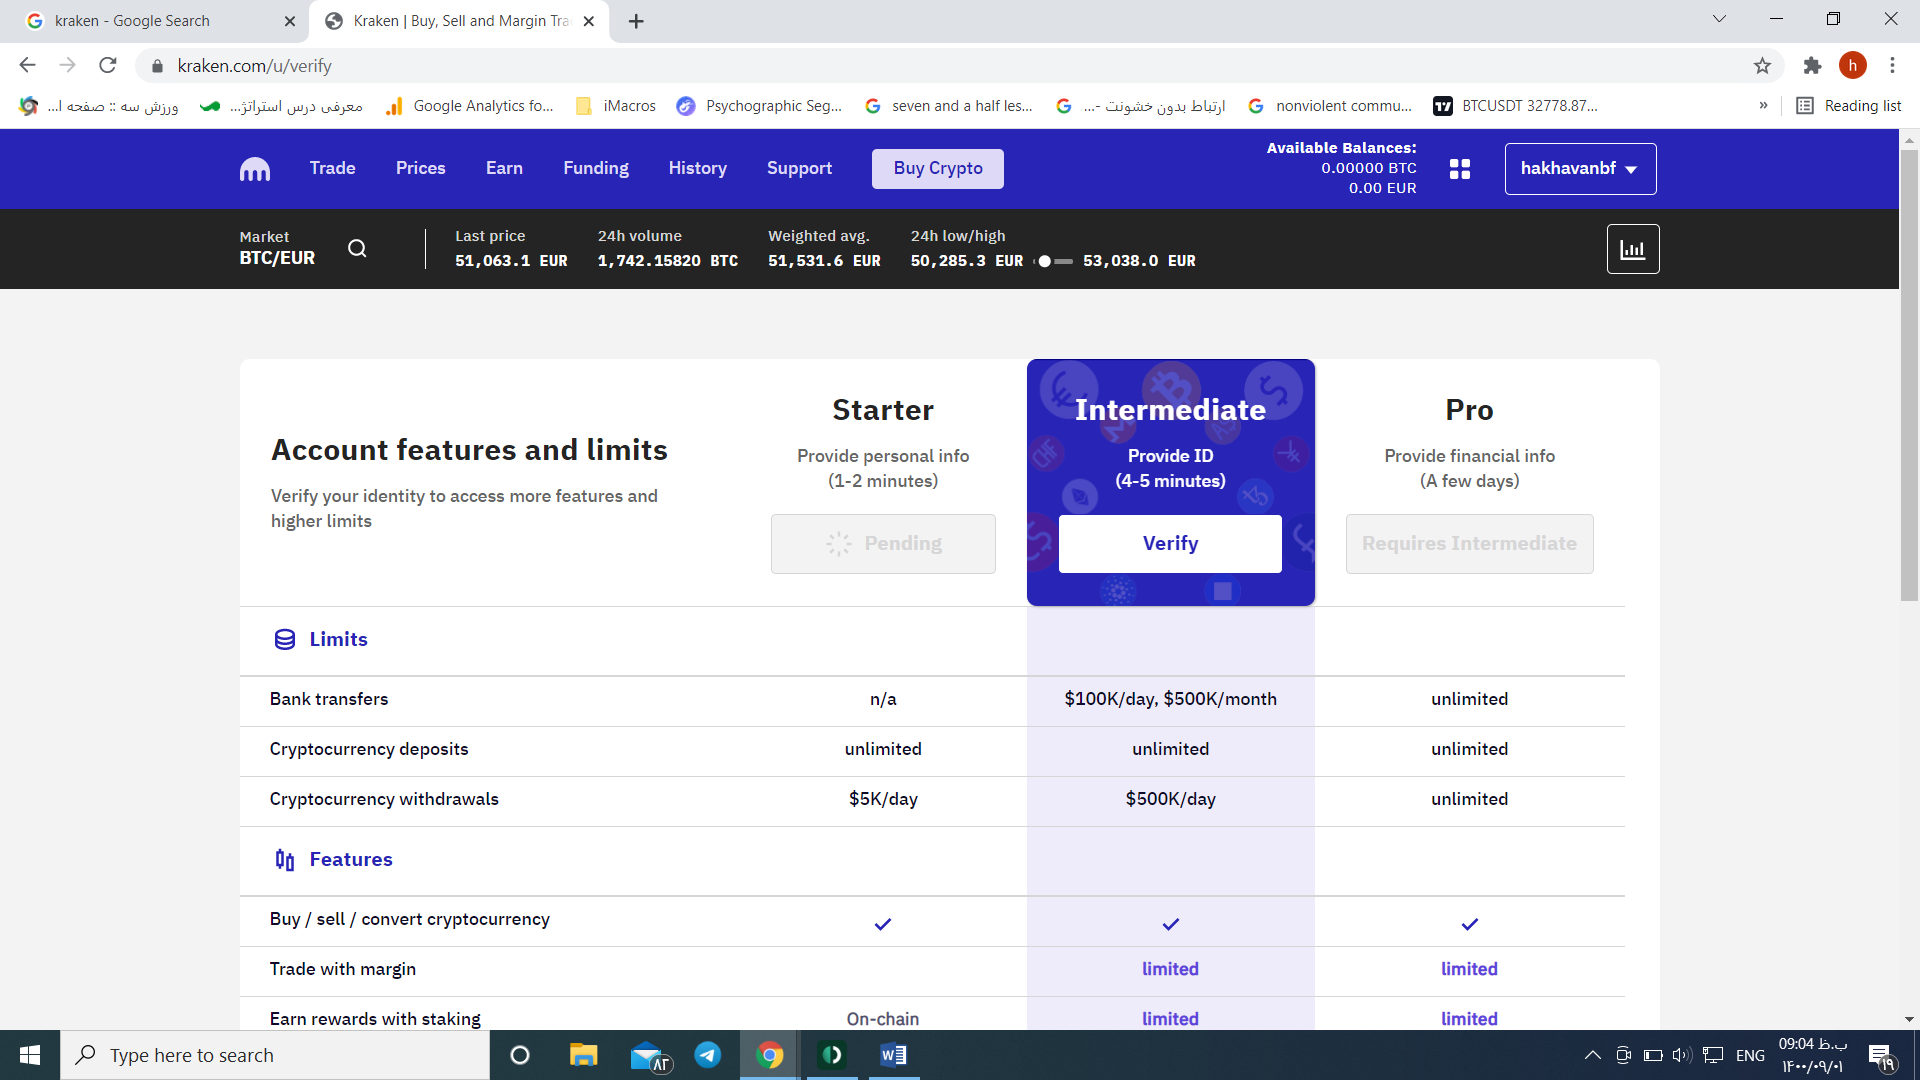 kraken - Google Search
Kraken | Buy, Sell and Margin Tra
kraken.com/u/verify
h
ورزش سه :: صفحه ا...
معرفی درس استراتژ...
Google Analytics fo...
iMacros
Psychographic Seg...
seven and a half les...
ارتباط بدون خشونت -...
nonviolent commu...
BTCUSDT 32778.87...
»
Reading list
Trade
Prices
Earn
Funding
History
Support
Buy Crypto
Available Balances:
0.00000 BTC
0.00 EUR
hakhavanbf
Market
BTC/EUR
Last price
51,063.1 EUR
24h volume
1,742.15820 BTC
Weighted avg.
51,531.6 EUR
24h low/high
50,285.3 EUR
53,038.0 EUR
Account features and limits
Verify your identity to access more features and
higher limits
Starter
Provide personal info
(1-2 minutes)
Pending
Intermediate
Provide ID
(4-5 minutes)
Verify
Pro
Provide financial info
(A few days)
Requires Intermediate
Limits
Bank transfers n/a $100K/day, $500K/month unlimited
Cryptocurrency deposits unlimited unlimited unlimited
Cryptocurrency withdrawals $5K/day $500K/day unlimited
Features
Buy / sell / convert cryptocurrency
Trade with margin limited limited
Earn rewards with staking On-chain limited limited
Type here to search
۸۲
ENG
09:04 ب.ظ
۱۴۰۰/۰۹/۰۱
۱۹